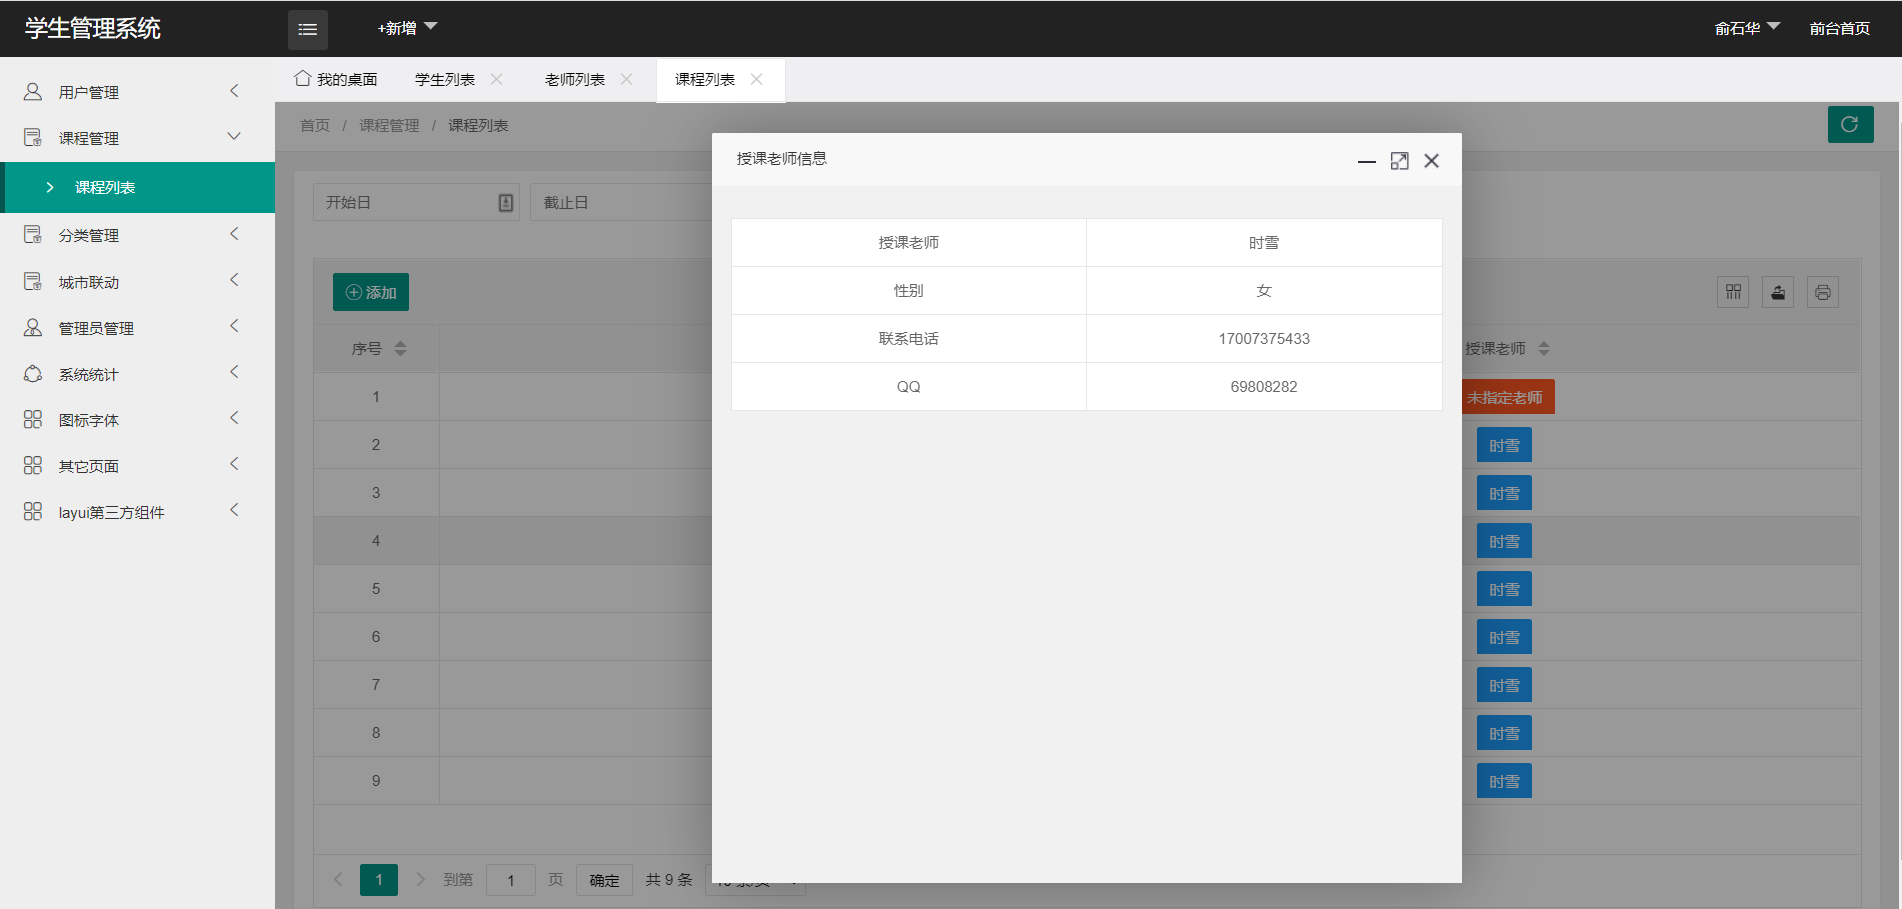 学生管理系统
+新增
俞石华
前台首页
用户管理
课程管理
课程列表
分类管理
城市联动
管理员管理
系统统计
图标字体
其它页面
layui第三方组件
我的桌面
学生列表
老师列表
课程列表
首页 / 课程管理 / 课程列表
开始日
截止日
添加
序号
授课老师
1
未指定老师
2
时雪
3
时雪
4
时雪
5
时雪
6
时雪
7
时雪
8
时雪
9
时雪
1
到第
1
页
确定
共 9 条
授课老师信息
授课老师
时雪
性别
女
联系电话
17007375433
QQ
69808282